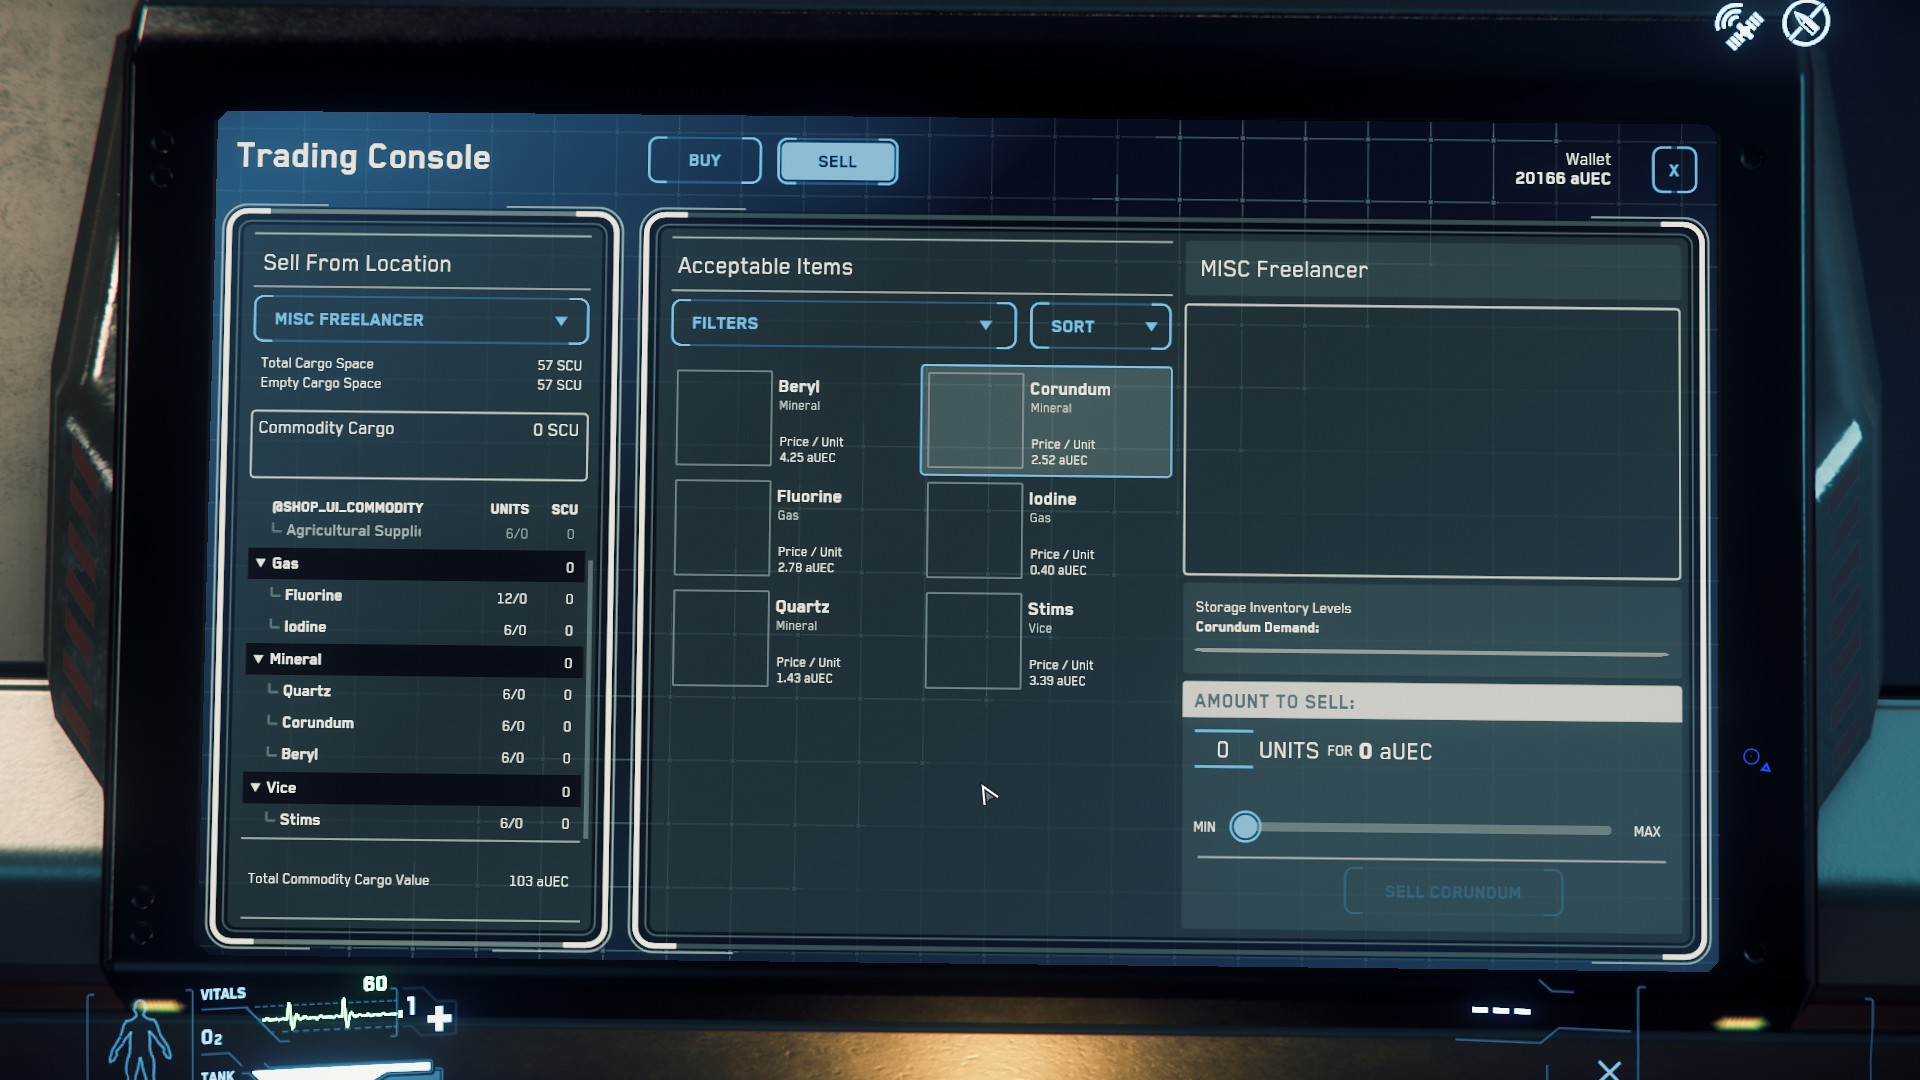 Trading Console
BUY
SELL
Wallet
20166 aUEC
X
Sell From Location
MISC FREELANCER
Total Cargo Space 57 SCU
Empty Cargo Space 57 SCU
Commodity Cargo 0 SCU
@SHOP_UI_COMMODITY UNITS SCU
Agricultural Suppli 6/0 0
Gas 0
Fluorine 12/0 0
Iodine 6/0 0
Mineral 0
Quartz 6/0 0
Corundum 6/0 0
Beryl 6/0 0
Vice 0
Stims 6/0 0
Total Commodity Cargo Value 103 aUEC
Acceptable Items
FILTERS
SORT
Beryl
Mineral
Price / Unit
4.25 aUEC
Corundum
Mineral
Price / Unit
2.52 aUEC
Fluorine
Gas
Price / Unit
2.78 aUEC
Iodine
Gas
Price / Unit
0.40 aUEC
Quartz
Mineral
Price / Unit
1.43 aUEC
Stims
Vice
Price / Unit
3.39 aUEC
MISC Freelancer
Storage Inventory Levels
Corundum Demand:
AMOUNT TO SELL:
0 UNITS FOR 0 aUEC
MIN
MAX
SELL CORUNDUM
VITALS
60
1
O2
TANK